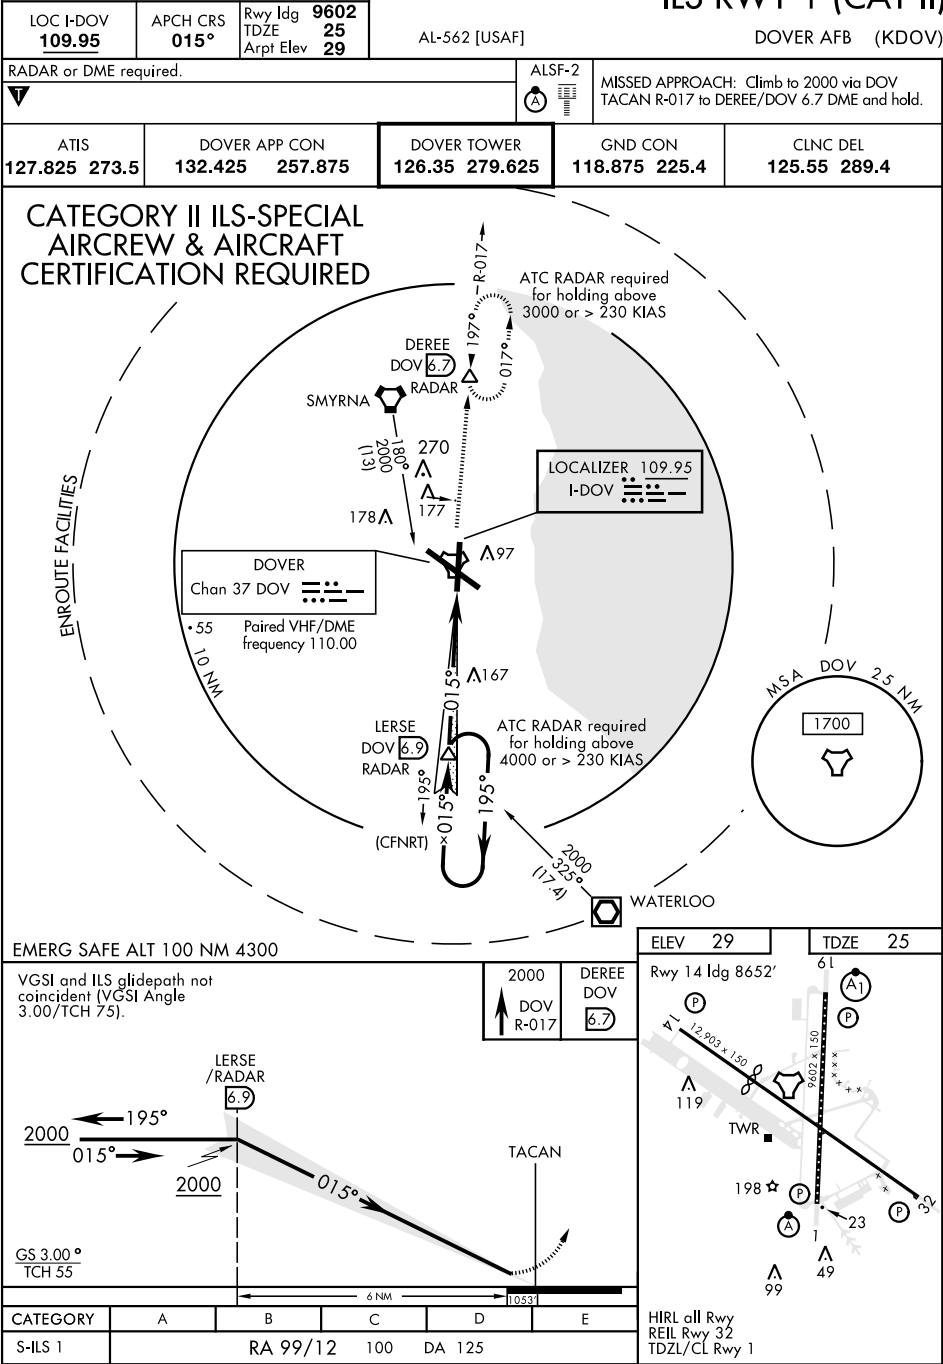 ILS RWY 1 (CAT II)
LOC I-DOV
109.95
APCH CRS
015°
Rwy ldg 9602
TDZE 25
Arpt Elev 29
AL-562 [USAF]
DOVER AFB (KDOV)
RADAR or DME required.
T
ALSF-2
A
MISSED APPROACH: Climb to 2000 via DOV
TACAN R-017 to DEREE/DOV 6.7 DME and hold.
ATIS
127.825 273.5
DOVER APP CON
132.425 257.875
DOVER TOWER
126.35 279.625
GND CON
118.875 225.4
CLNC DEL
125.55 289.4
CATEGORY II ILS-SPECIAL
AIRCREW & AIRCRAFT
CERTIFICATION REQUIRED
R-017
197°
017°
ATC RADAR required
for holding above
3000 or > 230 KIAS
DEREE
DOV 6.7
RADAR
SMYRNA
180°
2000
(13)
270
177
178
LOCALIZER 109.95
I-DOV
97
DOVER
Chan 37 DOV
Paired VHF/DME
frequency 110.00
55
10 NM
ENROUTE FACILITIES
167
015°
LERSE
DOV 6.9
RADAR
ATC RADAR required
for holding above
4000 or > 230 KIAS
195°
015°
195°
(CFNRT)
x
2000
325°
(17.4)
WATERLOO
MSA DOV 25 NM
1700
EMERG SAFE ALT 100 NM 4300
VGSI and ILS glidepath not
coincident (VGSI Angle
3.00/TCH 75).
2000
DOV
R-017
DEREE
DOV
6.7
LERSE
/RADAR
6.9
195°
2000
015°
2000
015°
TACAN
GS 3.00°
TCH 55
6 NM
1053'
ELEV 29
TDZE 25
Rwy 14 ldg 8652'
19
A1
P
P
14
12,903 x 150
9602 x 150
119
TWR
198
P
P
32
A
23
1
49
99
HIRL all Rwy
REIL Rwy 32
TDZL/CL Rwy 1
CATEGORY A B C D E
S-ILS 1 RA 99/12 100 DA 125